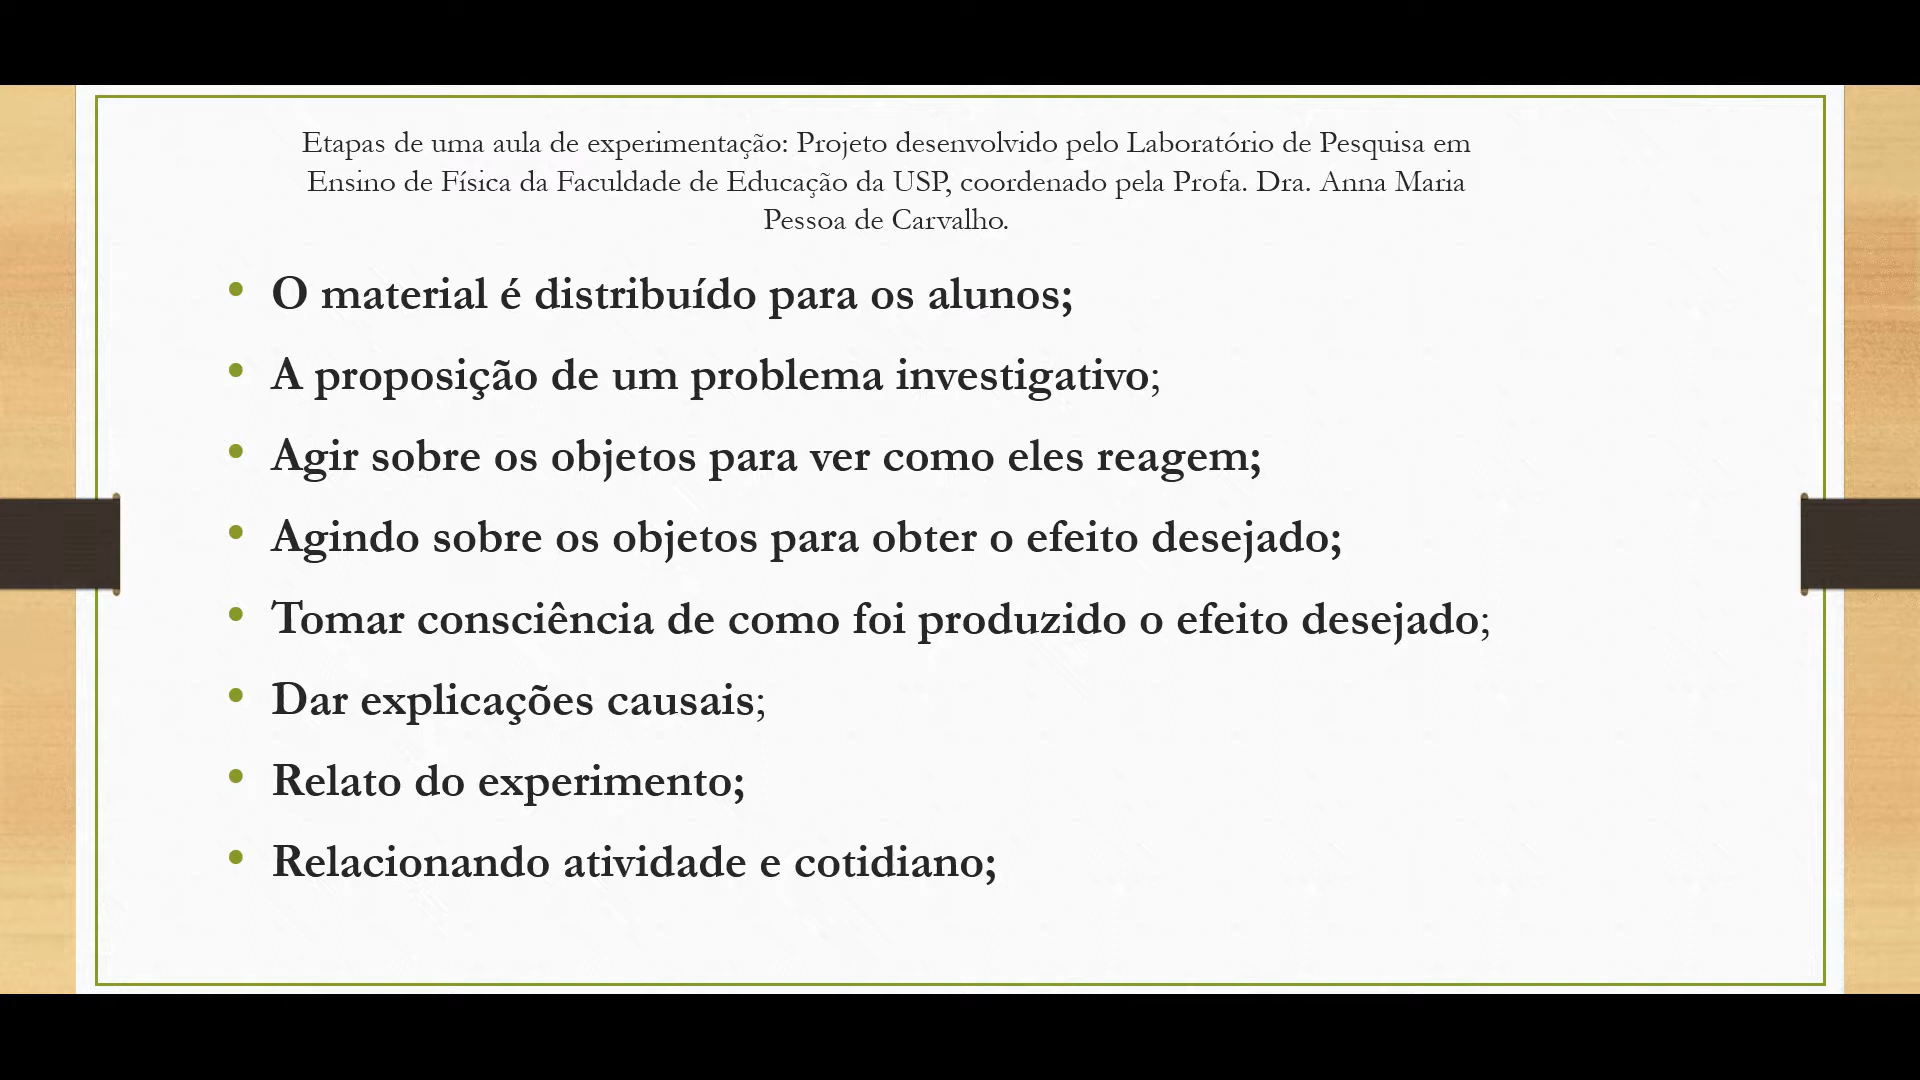 Etapas de uma aula de experimentação: Projeto desenvolvido pelo Laboratório de Pesquisa em
Ensino de Física da Faculdade de Educação da USP, coordenado pela Profa. Dra. Anna Maria
Pessoa de Carvalho.
• O material é distribuído para os alunos;
• A proposição de um problema investigativo;
• Agir sobre os objetos para ver como eles reagem;
• Agindo sobre os objetos para obter o efeito desejado;
• Tomar consciência de como foi produzido o efeito desejado;
• Dar explicações causais;
• Relato do experimento;
• Relacionando atividade e cotidiano;